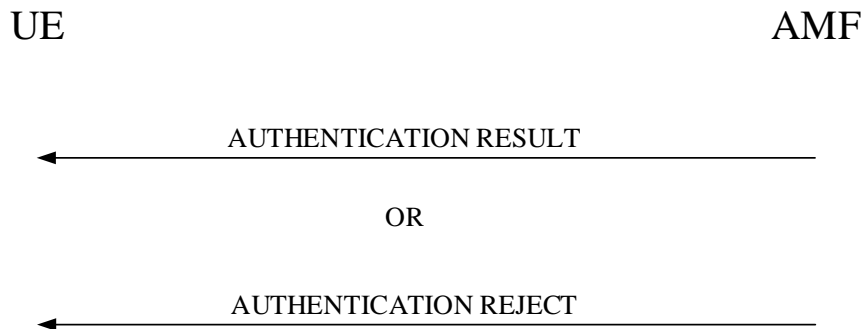 UE AMF
AUTHENTICATION RESULT
OR
AUTHENTICATION REJECT